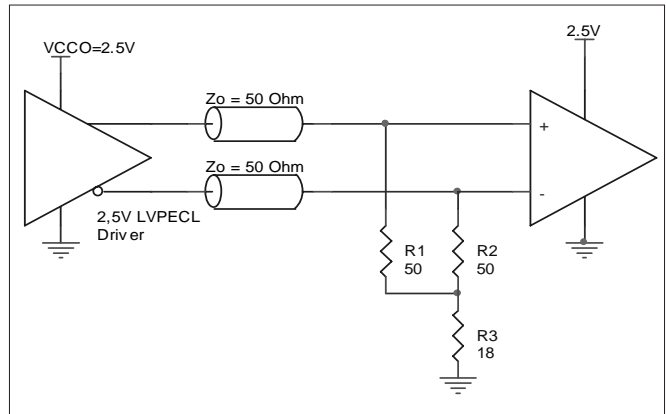 VCCO=2.5V
2.5V
Zo = 50 Ohm
+
Zo = 50 Ohm
-
2,5V LVPECL
Driver
R1
50
R2
50
R3
18